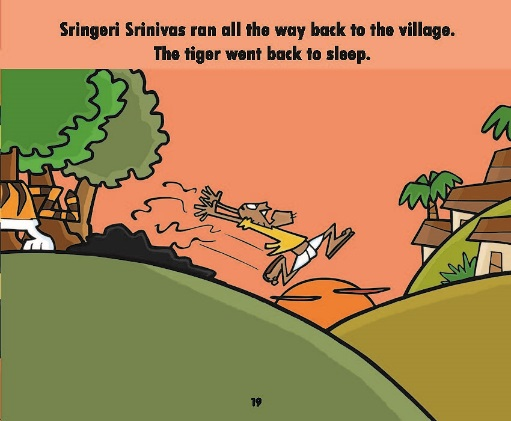 Sringeri Srinivas ran all the way back to the village.
The tiger went back to sleep.
19